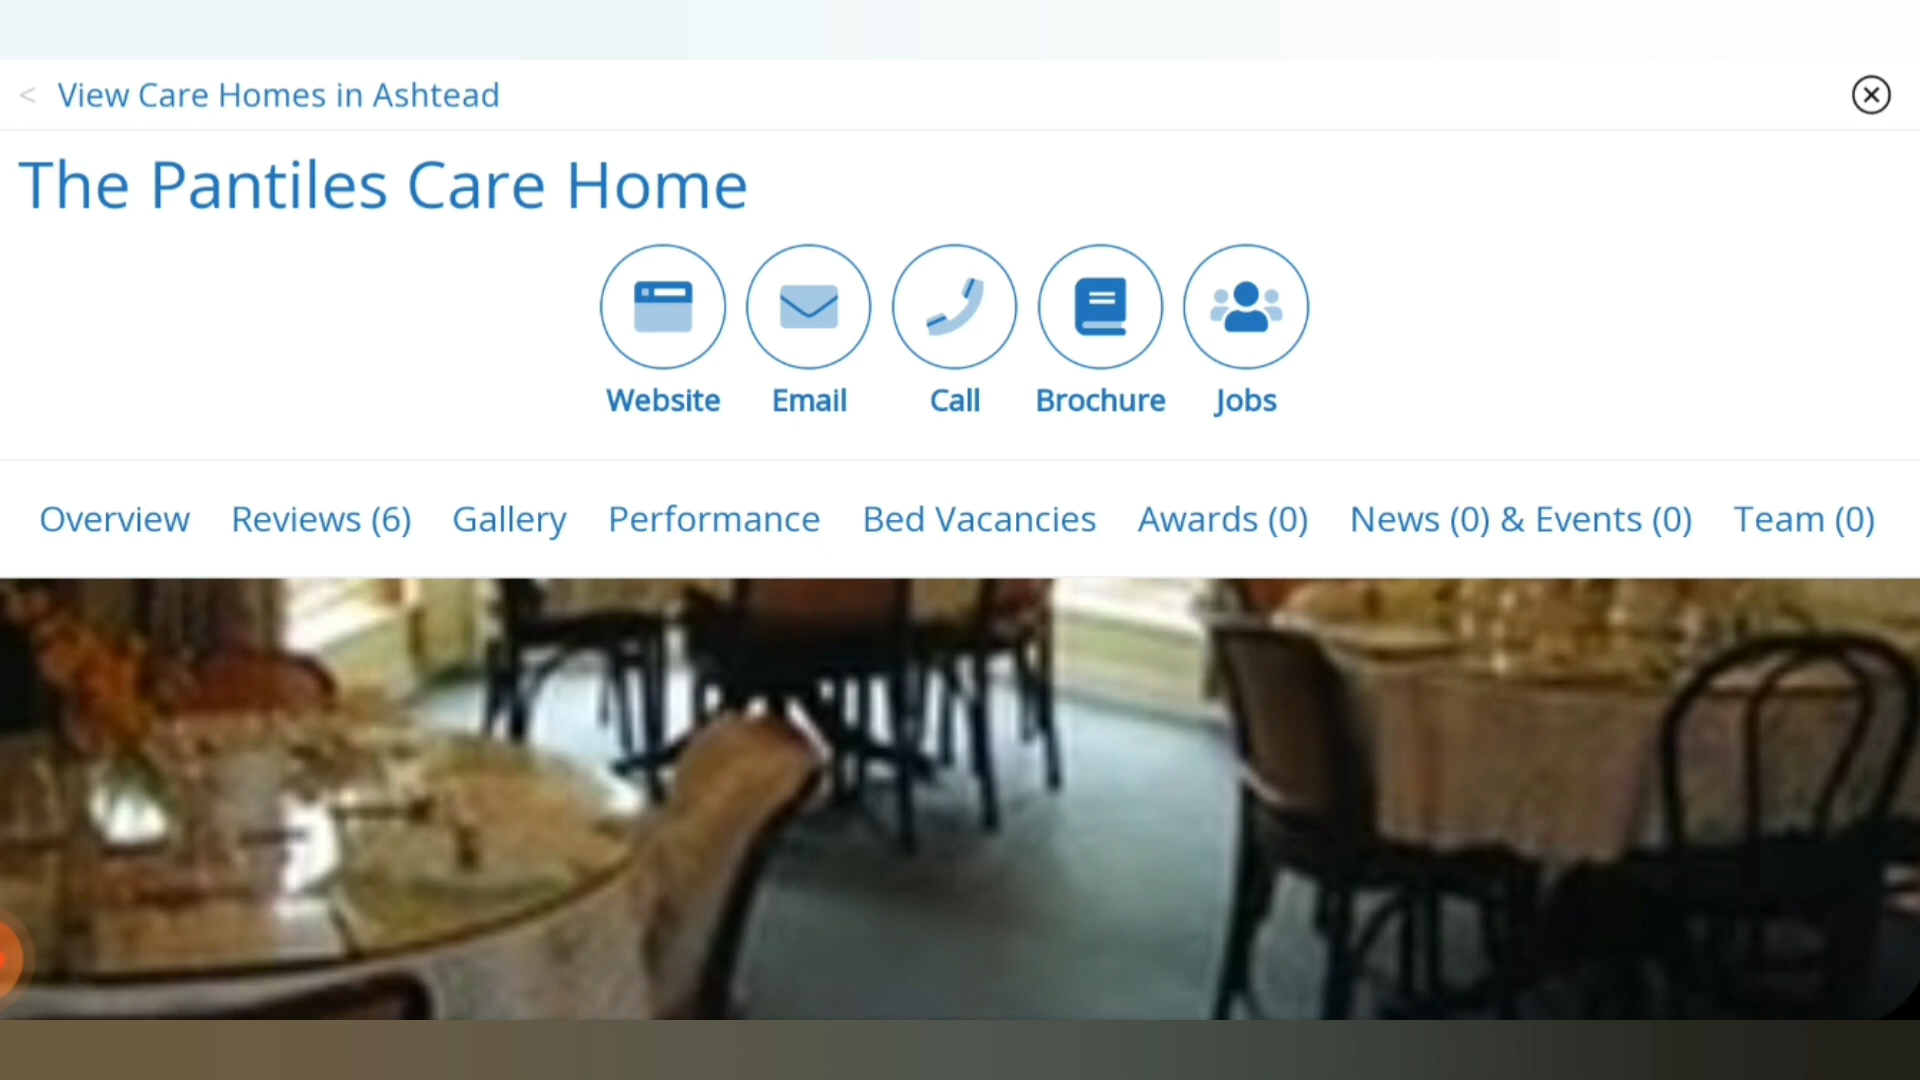 < View Care Homes in Ashtead
The Pantiles Care Home
Website Email Call Brochure Jobs
Overview Reviews (6) Gallery Performance Bed Vacancies Awards (0) News (0) & Events (0) Team (0)